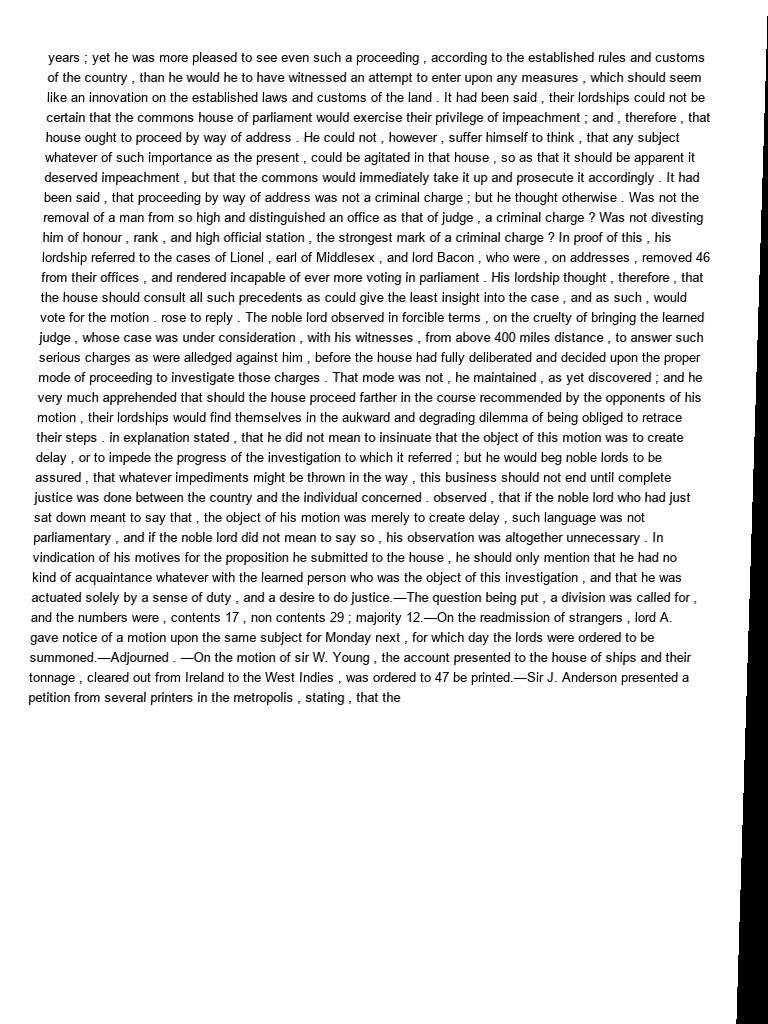 years ; yet he was more pleased to see even such a proceeding , according to the established rules and customs
of the country , than he would he to have witnessed an attempt to enter upon any measures , which should seem
like an innovation on the established laws and customs of the land . It had been said , their lordships could not be
certain that the commons house of parliament would exercise their privilege of impeachment ; and , therefore , that
house ought to proceed by way of address . He could not , however , suffer himself to think , that any subject
whatever of such importance as the present , could be agitated in that house , so as that it should be apparent it
deserved impeachment , but that the commons would immediately take it up and prosecute it accordingly . It had
been said , that proceeding by way of address was not a criminal charge ; but he thought otherwise . Was not the
removal of a man from so high and distinguished an office as that of judge , a criminal charge ? Was not divesting
him of honour , rank , and high official station , the strongest mark of a criminal charge ? In proof of this , his
lordship referred to the cases of Lionel , earl of Middlesex , and lord Bacon , who were , on addresses , removed 46
from their offices , and rendered incapable of ever more voting in parliament . His lordship thought , therefore , that
the house should consult all such precedents as could give the least insight into the case , and as such , would
vote for the motion . rose to reply . The noble lord observed in forcible terms , on the cruelty of bringing the learned
judge , whose case was under consideration , with his witnesses , from above 400 miles distance , to answer such
serious charges as were alledged against him , before the house had fully deliberated and decided upon the proper
mode of proceeding to investigate those charges . That mode was not , he maintained , as yet discovered ; and he
very much apprehended that should the house proceed farther in the course recommended by the opponents of his
motion , their lordships would find themselves in the aukward and degrading dilemma of being obliged to retrace
their steps . in explanation stated , that he did not mean to insinuate that the object of this motion was to create
delay , or to impede the progress of the investigation to which it referred ; but he would beg noble lords to be
assured , that whatever impediments might be thrown in the way , this business should not end until complete
justice was done between the country and the individual concerned . observed , that if the noble lord who had just
sat down meant to say that , the object of his motion was merely to create delay , such language was not
parliamentary , and if the noble lord did not mean to say so , his observation was altogether unnecessary . In
vindication of his motives for the proposition he submitted to the house , he should only mention that he had no
kind of acquaintance whatever with the learned person who was the object of this investigation , and that he was
actuated solely by a sense of duty , and a desire to do justice.—The question being put , a division was called for ,
and the numbers were , contents 17 , non contents 29 ; majority 12.—On the readmission of strangers , lord A.
gave notice of a motion upon the same subject for Monday next , for which day the lords were ordered to be
summoned.—Adjourned . —On the motion of sir W. Young , the account presented to the house of ships and their
tonnage , cleared out from Ireland to the West Indies , was ordered to 47 be printed.—Sir J. Anderson presented a
petition from several printers in the metropolis , stating , that the